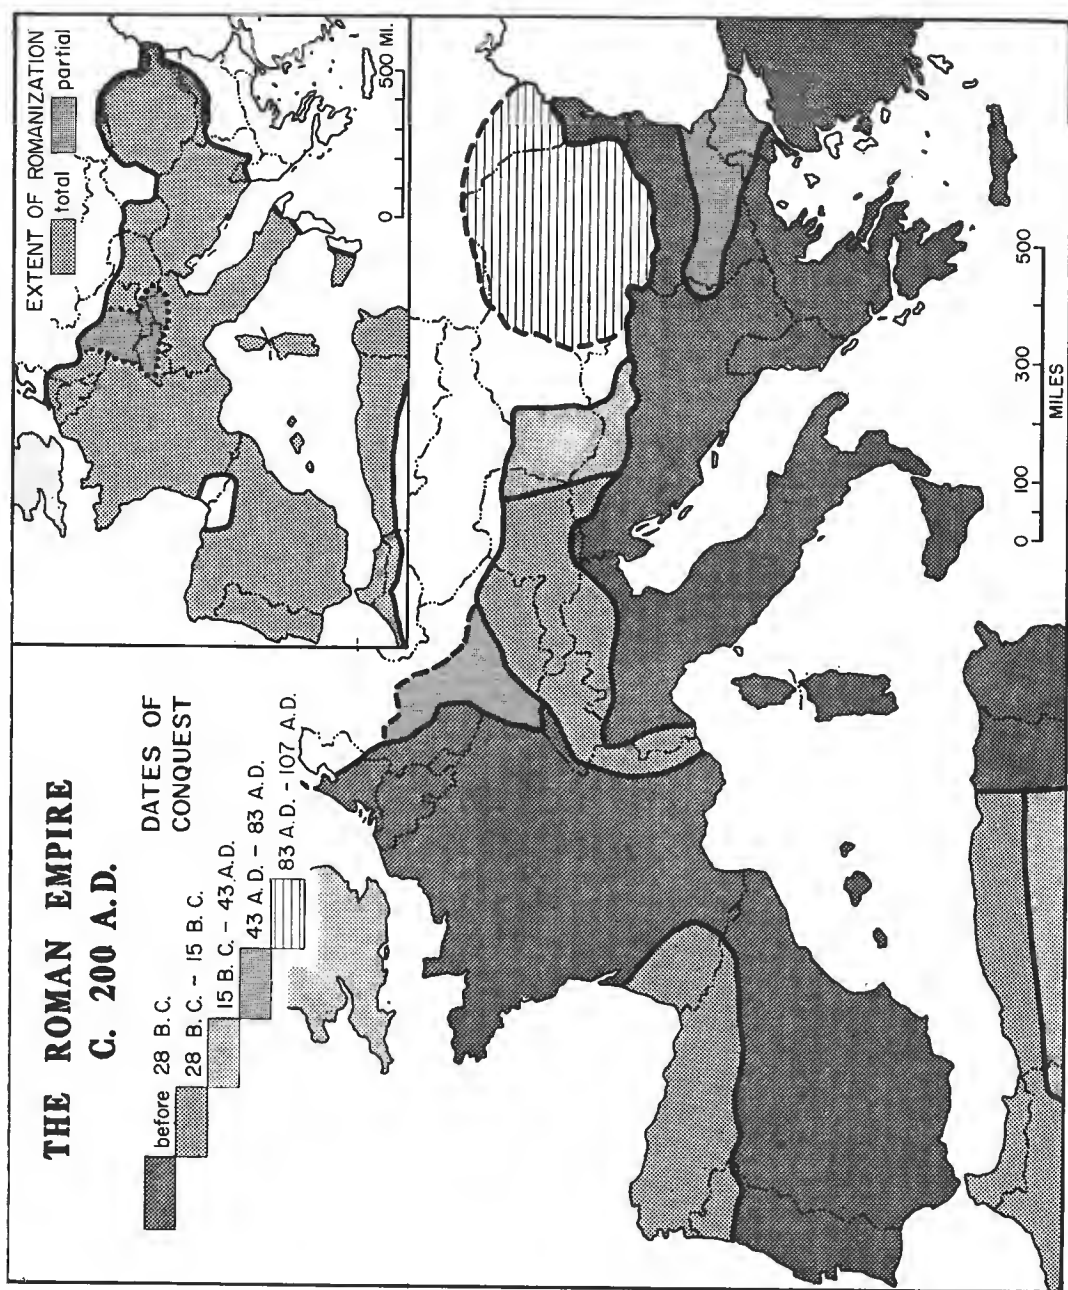 THE ROMAN EMPIRE
C. 200 A.D.
DATES OF
CONQUEST
before 28 B.C.
28 B.C. - 15 B.C.
15 B.C. - 43 A.D.
43 A.D. - 83 A.D.
83 A.D. - 107 A.D.
EXTENT OF ROMANIZATION
total
partial
0
500 MI.
0
100
300
500
MILES